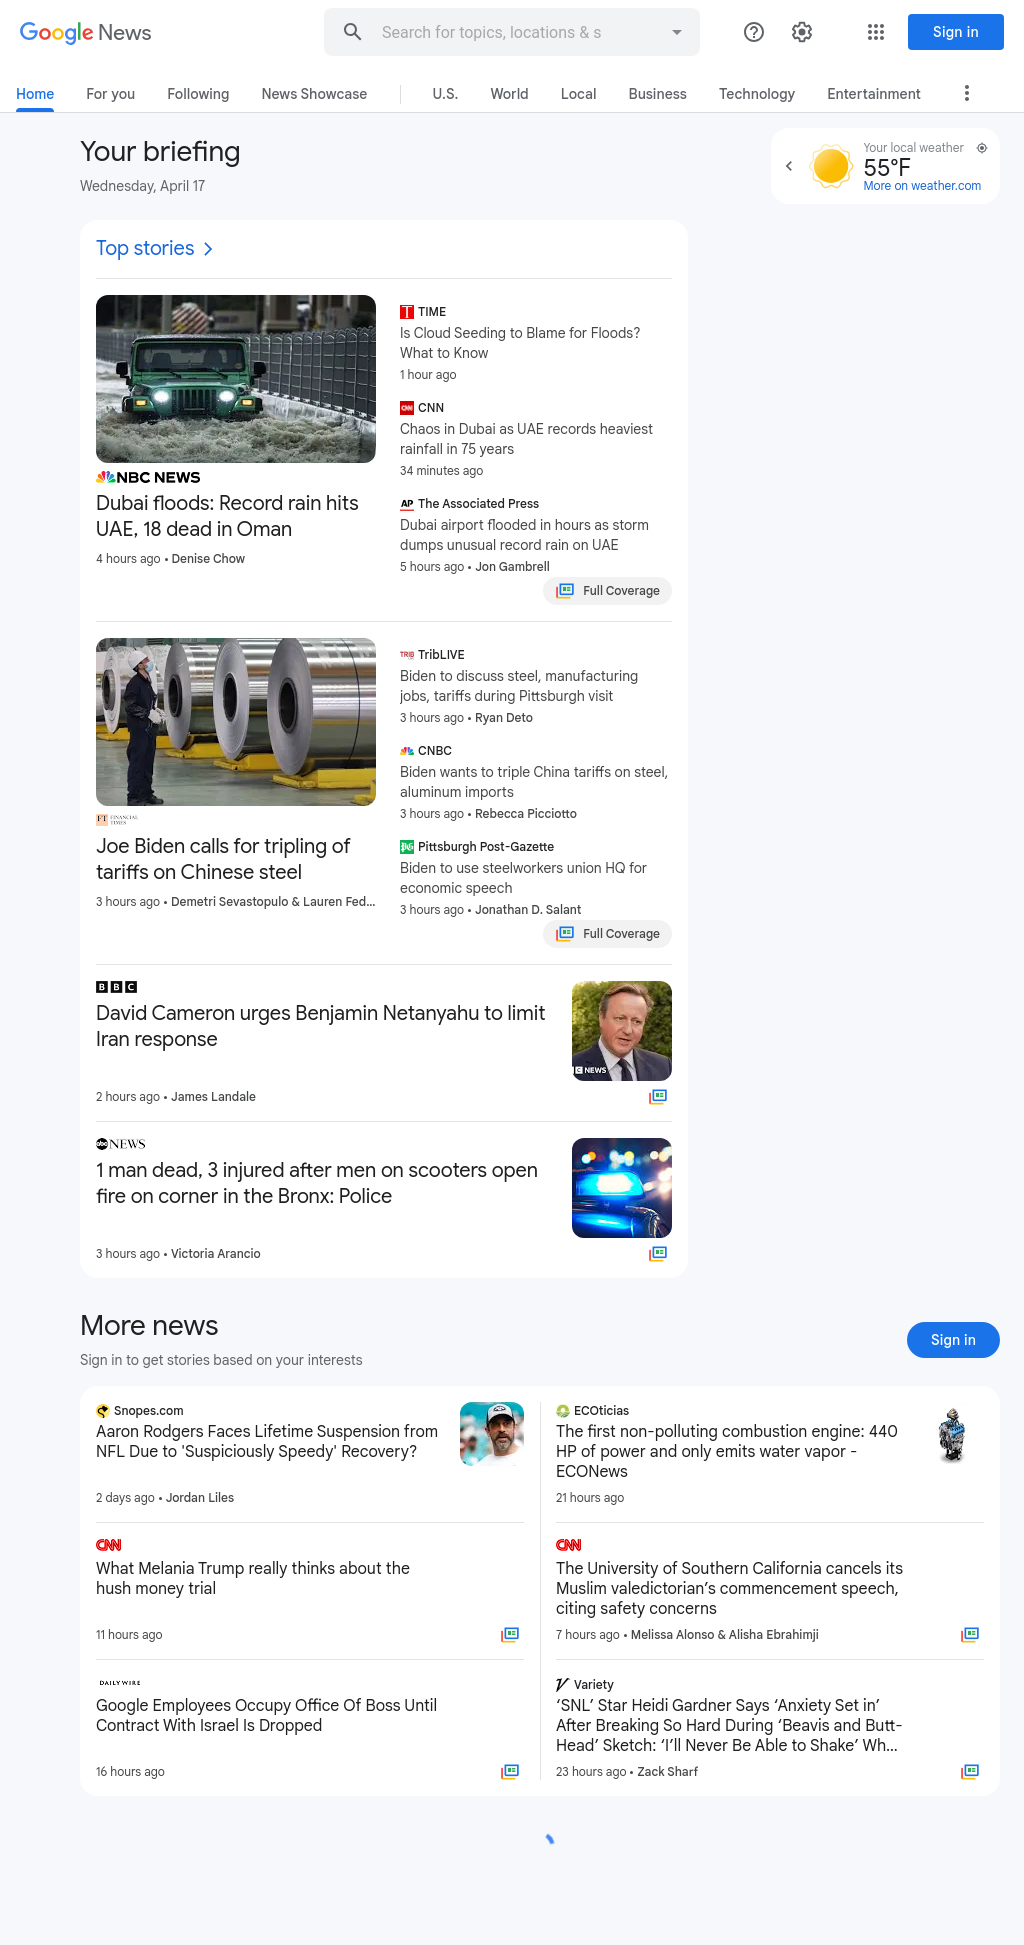 Google News
Search for topics, locations & s
Sign in
Home
For you
Following
News Showcase
U.S.
World
Local
Business
Technology
Entertainment
Your briefing
Wednesday, April 17
Your local weather
55°F
More on weather.com
Top stories
NBC NEWS
Dubai floods: Record rain hits
UAE, 18 dead in Oman
4 hours ago • Denise Chow
TIME
Is Cloud Seeding to Blame for Floods?
What to Know
1 hour ago
CNN
CNN
Chaos in Dubai as UAE records heaviest
rainfall in 75 years
34 minutes ago
AP
The Associated Press
Dubai airport flooded in hours as storm
dumps unusual record rain on UAE
5 hours ago • Jon Gambrell
Full Coverage
FT FINANCIAL
TIMES
Joe Biden calls for tripling of
tariffs on Chinese steel
3 hours ago • Demetri Sevastopulo & Lauren Fed...
TRIB
TribLIVE
Biden to discuss steel, manufacturing
jobs, tariffs during Pittsburgh visit
3 hours ago • Ryan Deto
CNBC
Biden wants to triple China tariffs on steel,
aluminum imports
3 hours ago • Rebecca Picciotto
Pittsburgh Post-Gazette
Biden to use steelworkers union HQ for
economic speech
3 hours ago • Jonathan D. Salant
Full Coverage
BBC
David Cameron urges Benjamin Netanyahu to limit
Iran response
2 hours ago • James Landale
C NEWS
abc NEWS
1 man dead, 3 injured after men on scooters open
fire on corner in the Bronx: Police
3 hours ago • Victoria Arancio
More news
Sign in to get stories based on your interests
Sign in
Snopes.com
Aaron Rodgers Faces Lifetime Suspension from
NFL Due to 'Suspiciously Speedy' Recovery?
2 days ago • Jordan Liles
ECOticias
The first non-polluting combustion engine: 440
HP of power and only emits water vapor -
ECONews
21 hours ago
CNN
What Melania Trump really thinks about the
hush money trial
11 hours ago
CNN
The University of Southern California cancels its
Muslim valedictorian’s commencement speech,
citing safety concerns
7 hours ago • Melissa Alonso & Alisha Ebrahimji
DAILYWIRE
Google Employees Occupy Office Of Boss Until
Contract With Israel Is Dropped
16 hours ago
Variety
‘SNL’ Star Heidi Gardner Says ‘Anxiety Set in’
After Breaking So Hard During ‘Beavis and Butt-
Head’ Sketch: ‘I’ll Never Be Able to Shake’ Wh...
23 hours ago • Zack Sharf